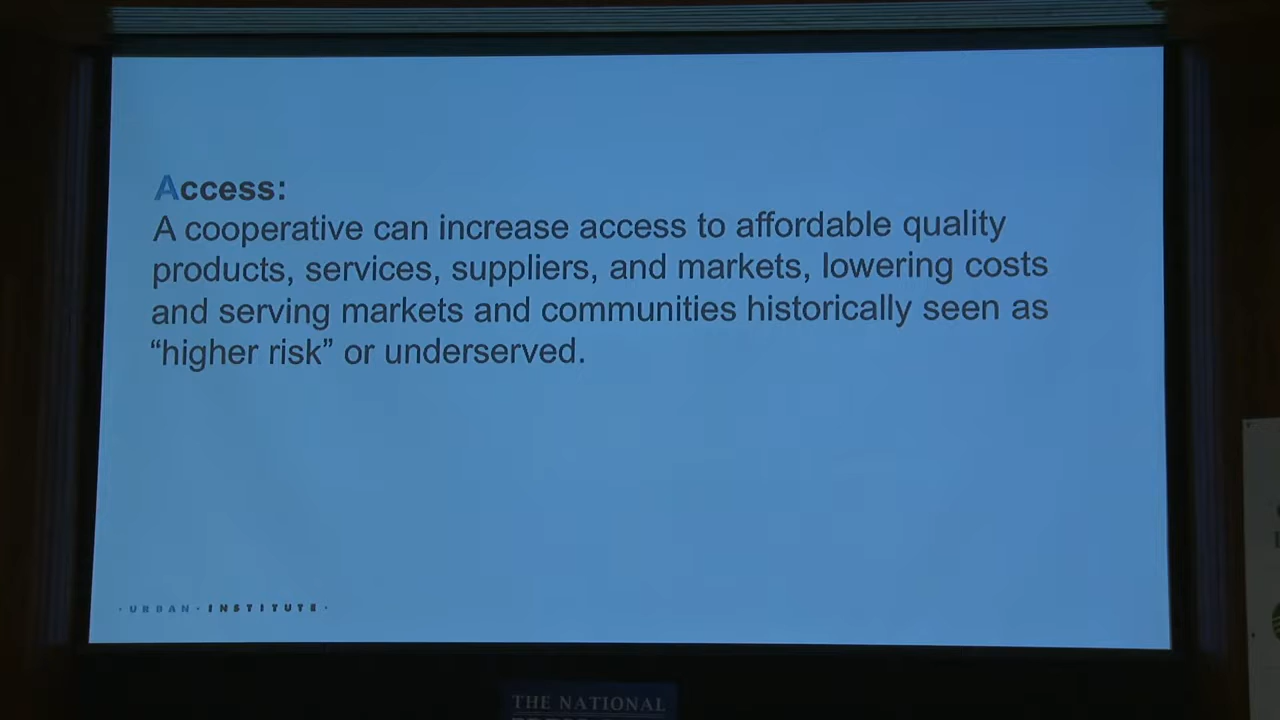 Access:
A cooperative can increase access to affordable quality
products, services, suppliers, and markets, lowering costs
and serving markets and communities historically seen as
“higher risk” or underserved.
· URBAN · INSTITUTE ·
THE NATIONAL